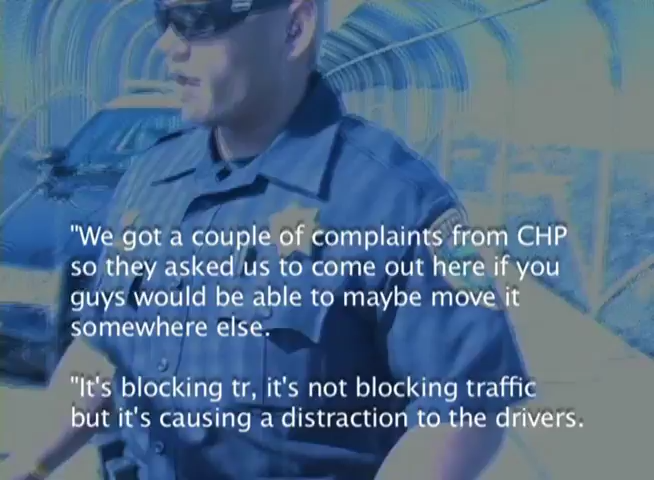 "We got a couple of complaints from CHP
so they asked us to come out here if you
guys would be able to maybe move it
somewhere else.
"It's blocking tr, it's not blocking traffic
but it's causing a distraction to the drivers.